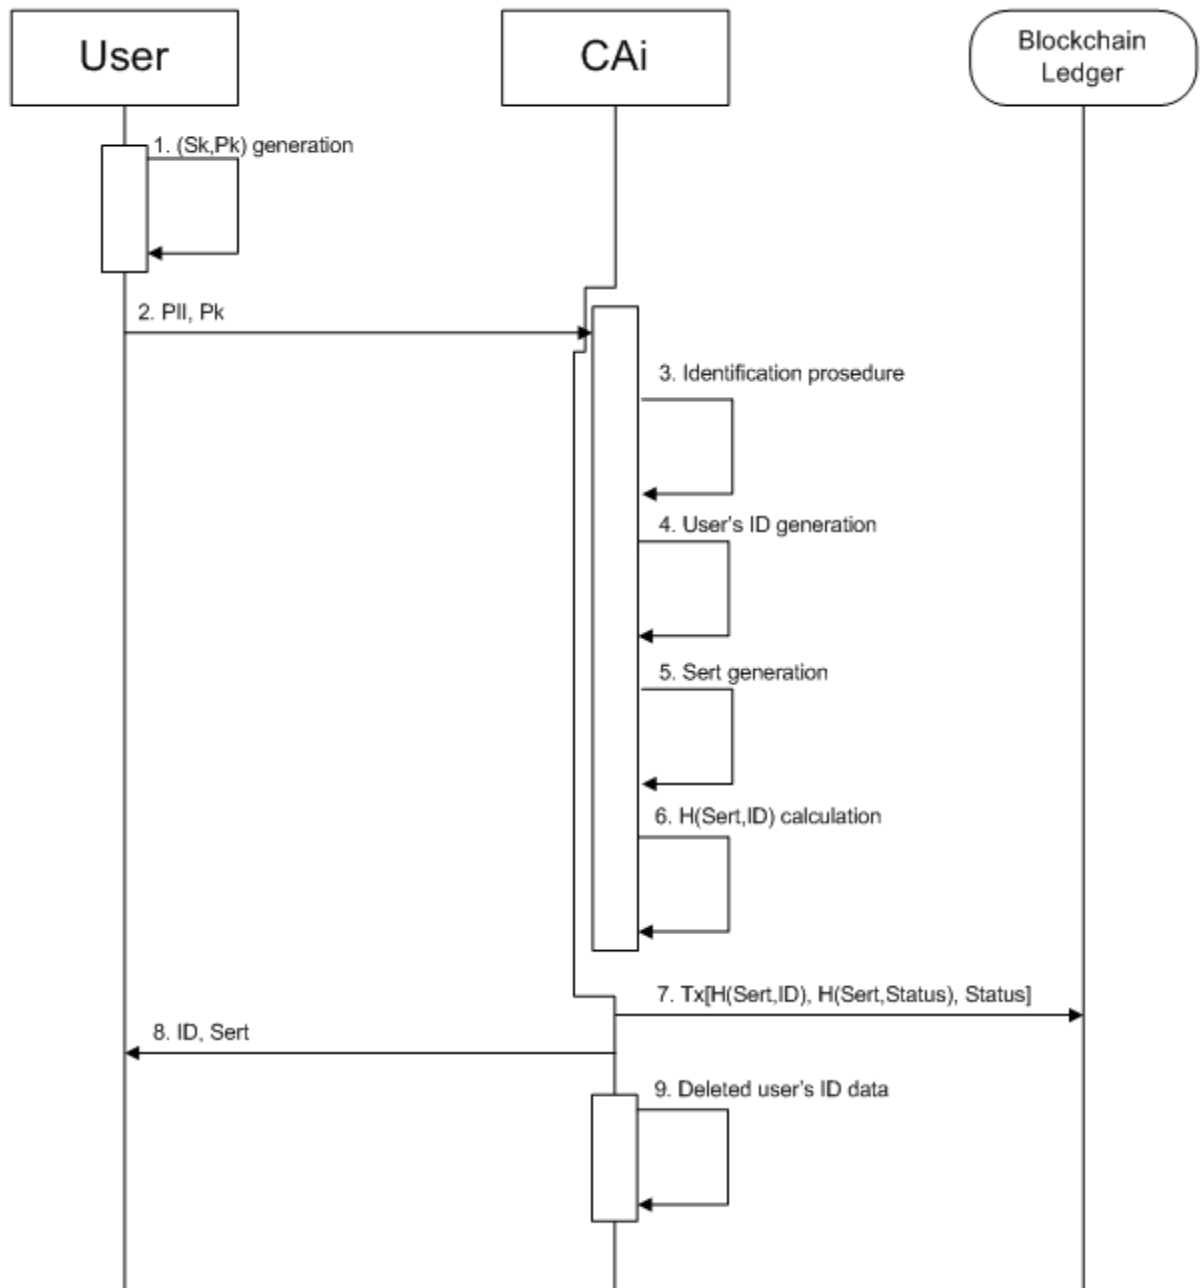 User
CAi
Blockchain
Ledger
1. (Sk,Pk) generation
2. PII, Pk
3. Identification prosedure
4. User's ID generation
5. Sert generation
6. H(Sert,ID) calculation
7. Tx[H(Sert,ID), H(Sert,Status), Status]
8. ID, Sert
9. Deleted user's ID data